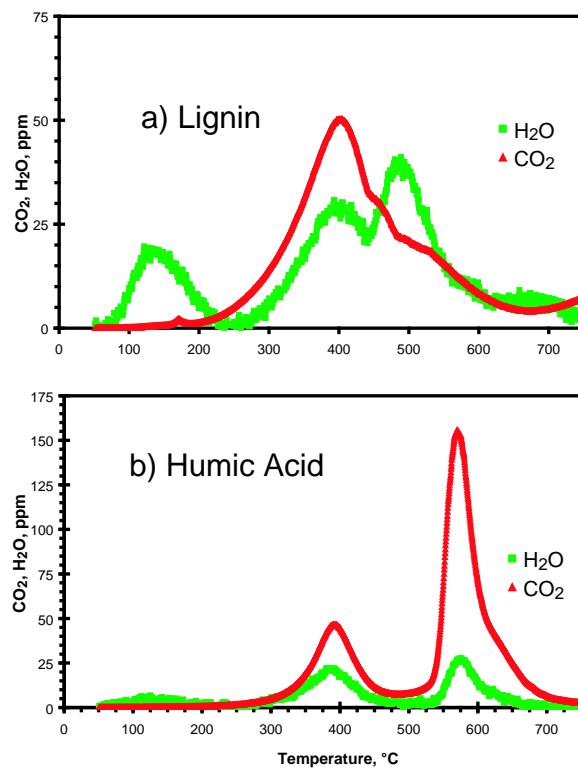 75
50
25
0
CO2, H2O, ppm
a) Lignin
H2O
CO2
0 100 200 300 400 500 600 700
175
150
125
100
75
50
25
0
CO2, H2O, ppm
b) Humic Acid
H2O
CO2
0 100 200 300 400 500 600 700
Temperature, °C